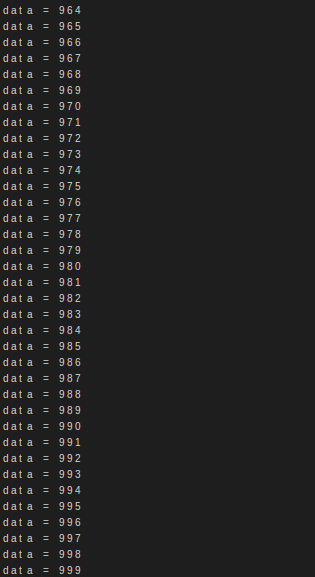 data = 964
data = 965
data = 966
data = 967
data = 968
data = 969
data = 970
data = 971
data = 972
data = 973
data = 974
data = 975
data = 976
data = 977
data = 978
data = 979
data = 980
data = 981
data = 982
data = 983
data = 984
data = 985
data = 986
data = 987
data = 988
data = 989
data = 990
data = 991
data = 992
data = 993
data = 994
data = 995
data = 996
data = 997
data = 998
data = 999